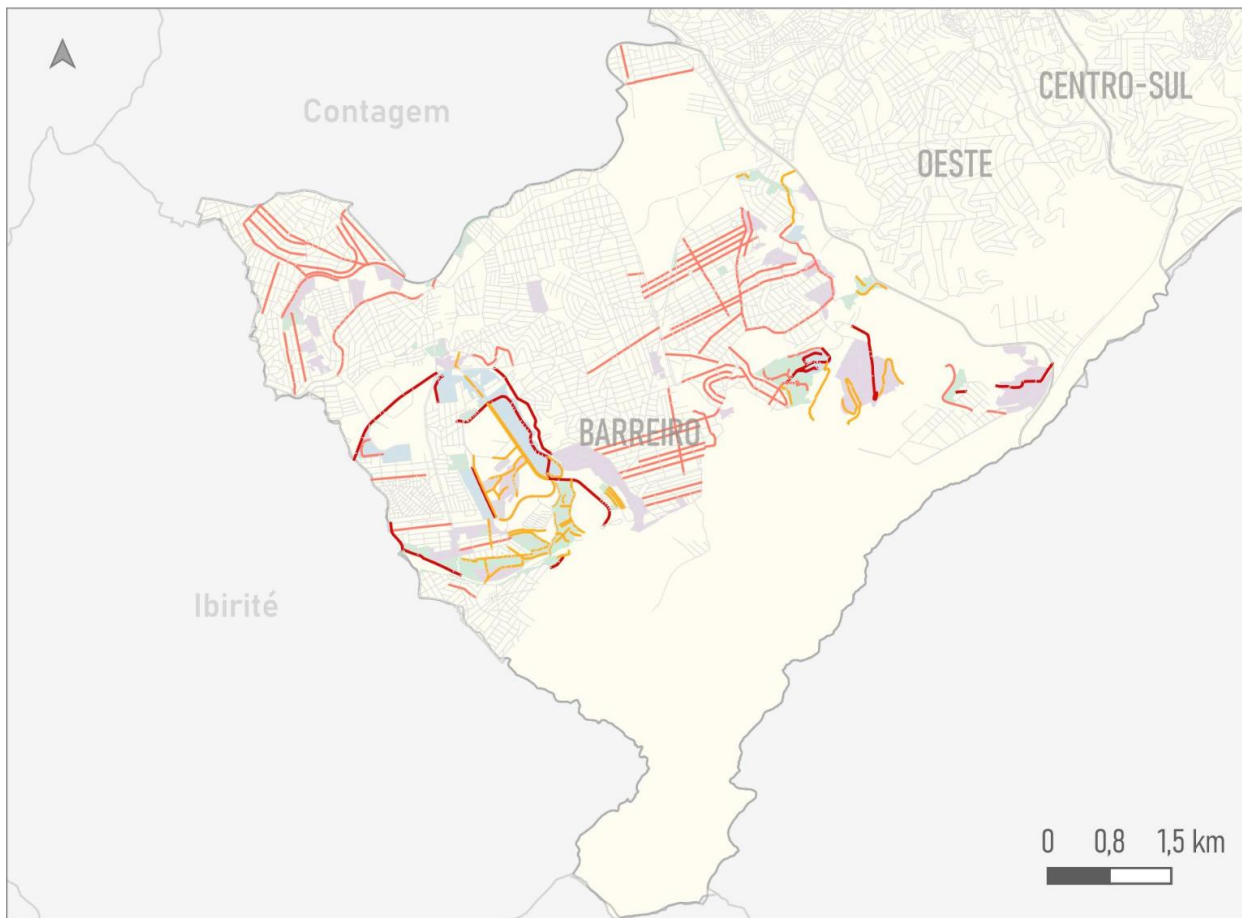 CENTRO-SUL
Contagem
OESTE
BARREIRO
Ibirité
0 0,8 1,5 km